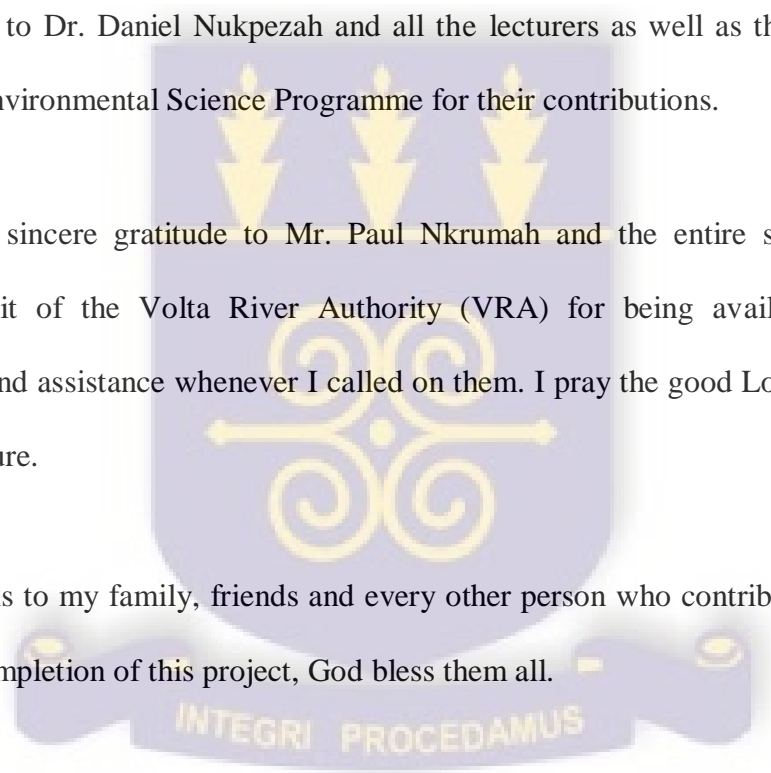 to Dr. Daniel Nukpezah and all the lecturers as well as th
nvironmental Science Programme for their contributions.
sincere gratitude to Mr. Paul Nkrumah and the entire s
it of the Volta River Authority (VRA) for being avail
nd assistance whenever I called on them. I pray the good Lo
ure.
s to my family, friends and every other person who contrib
mpletion of this project, God bless them all.
INTEGRI PROCEDAMUS